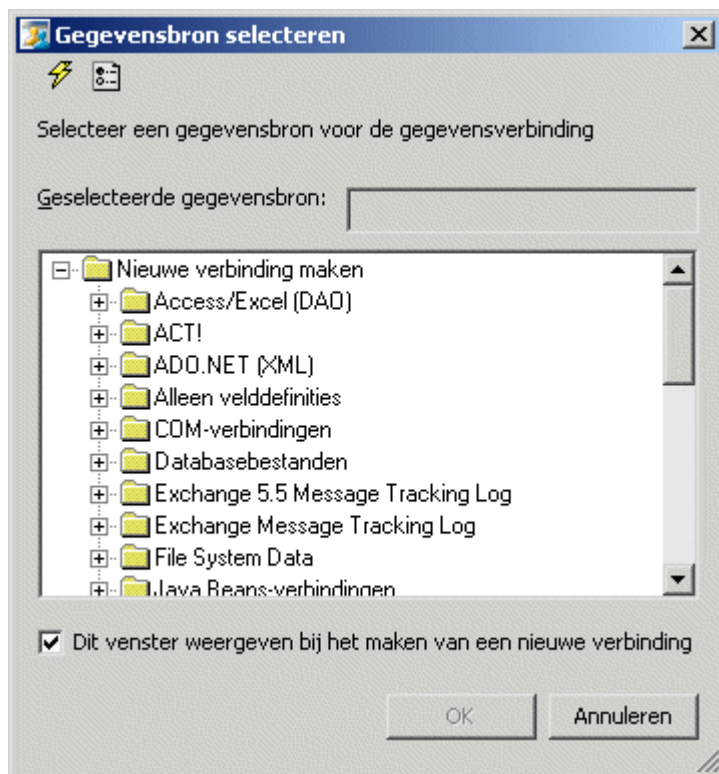 Gegevensbron selecteren
Selecteer een gegevensbron voor de gegevensverbinding
Geselecteerde gegevensbron:
Nieuwe verbinding maken
Access/Excel (DAO)
ACT!
ADO.NET (XML)
Alleen velddefinities
COM-verbindingen
Databasebestanden
Exchange 5.5 Message Tracking Log
Exchange Message Tracking Log
File System Data
Java Beans-verbindingen
Dit venster weergeven bij het maken van een nieuwe verbinding
OK Annuleren